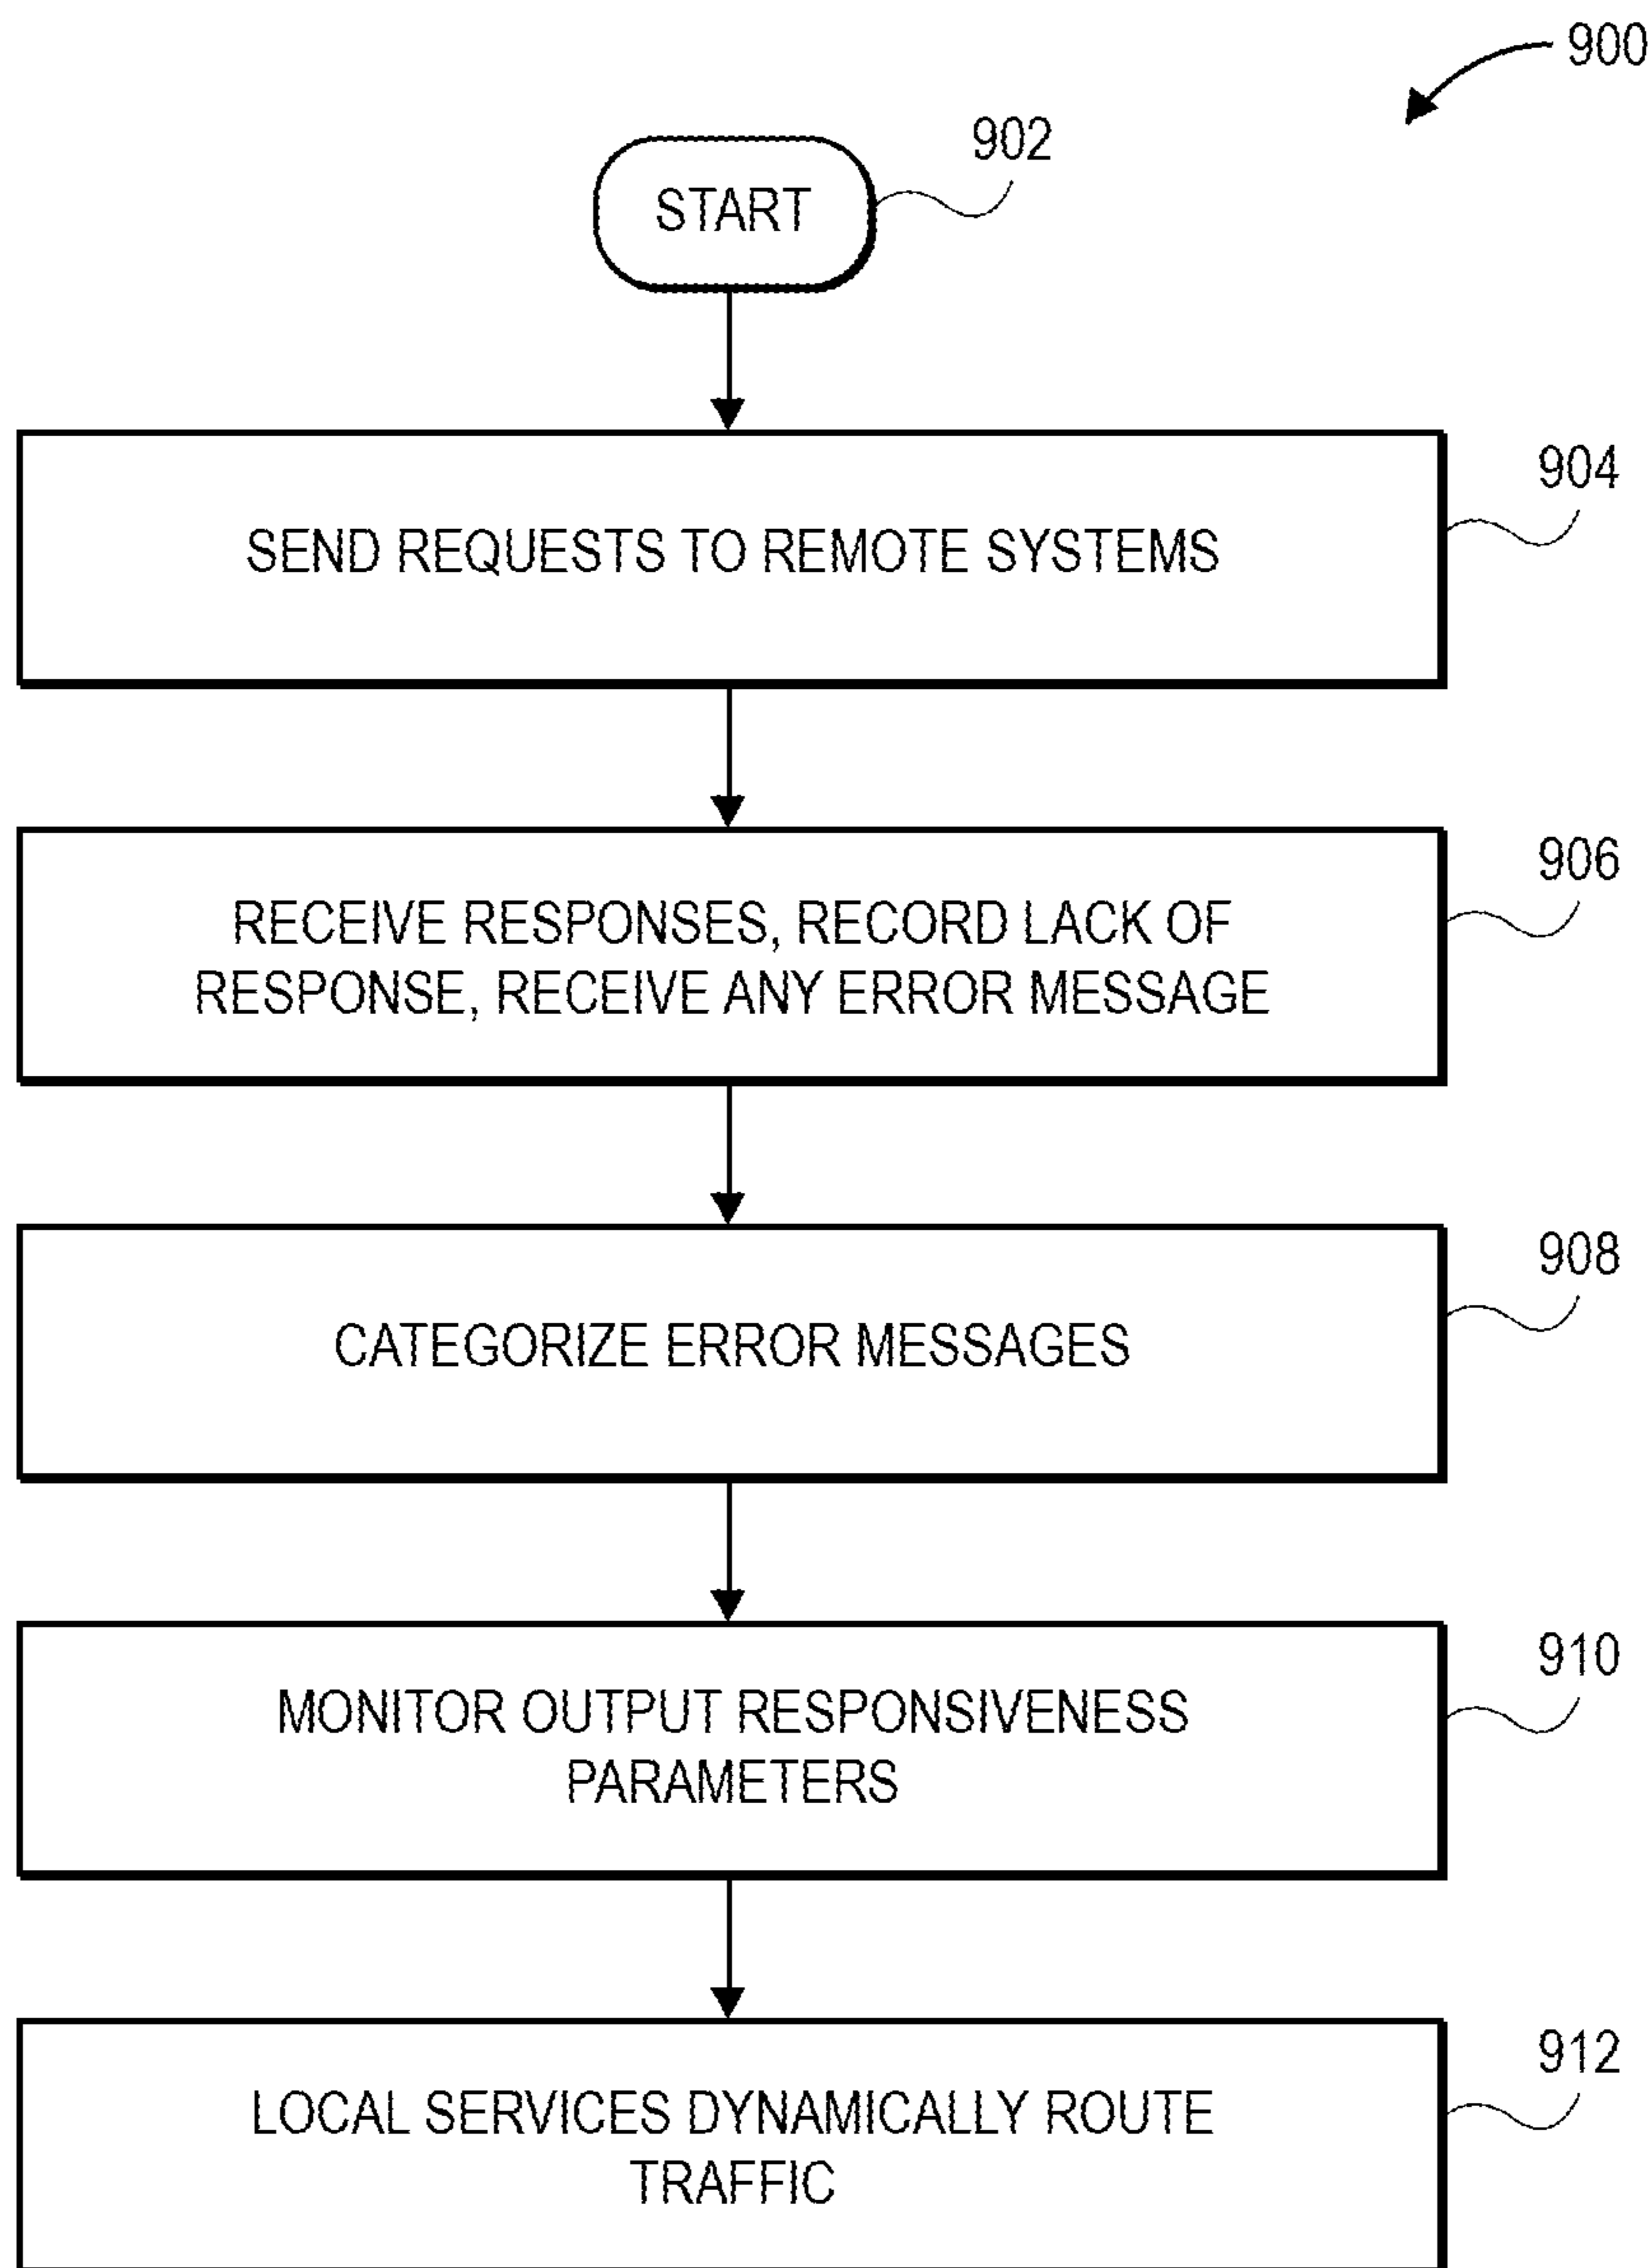 900
902
START
904
SEND REQUESTS TO REMOTE SYSTEMS
906
RECEIVE RESPONSES, RECORD LACK OF
RESPONSE, RECEIVE ANY ERROR MESSAGE
908
CATEGORIZE ERROR MESSAGES
910
MONITOR OUTPUT RESPONSIVENESS
PARAMETERS
912
LOCAL SERVICES DYNAMICALLY ROUTE
TRAFFIC